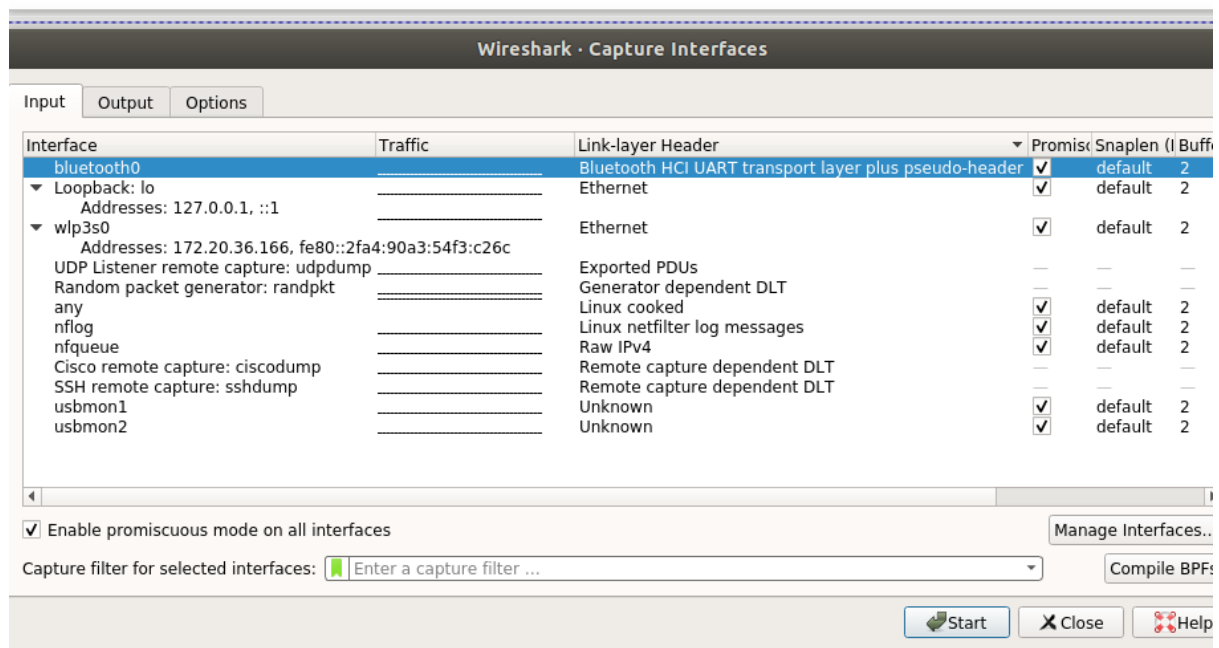 Wireshark · Capture Interfaces
Input Output Options
Interface Traffic Link-layer Header Promisc Snaplen (I Buffe
bluetooth0 Bluetooth HCI UART transport layer plus pseudo-header default 2
Loopback: lo Ethernet default 2
Addresses: 127.0.0.1, ::1
wlp3s0 Ethernet default 2
Addresses: 172.20.36.166, fe80::2fa4:90a3:54f3:c26c
UDP Listener remote capture: udpdump Exported PDUs — — —
Random packet generator: randpkt Generator dependent DLT — — —
any Linux cooked default 2
nflog Linux netfilter log messages default 2
nfqueue Raw IPv4 default 2
Cisco remote capture: ciscodump Remote capture dependent DLT — — —
SSH remote capture: sshdump Remote capture dependent DLT — — —
usbmon1 Unknown default 2
usbmon2 Unknown default 2
Enable promiscuous mode on all interfaces Manage Interfaces...
Capture filter for selected interfaces: Enter a capture filter ... Compile BPFs
Start Close Help